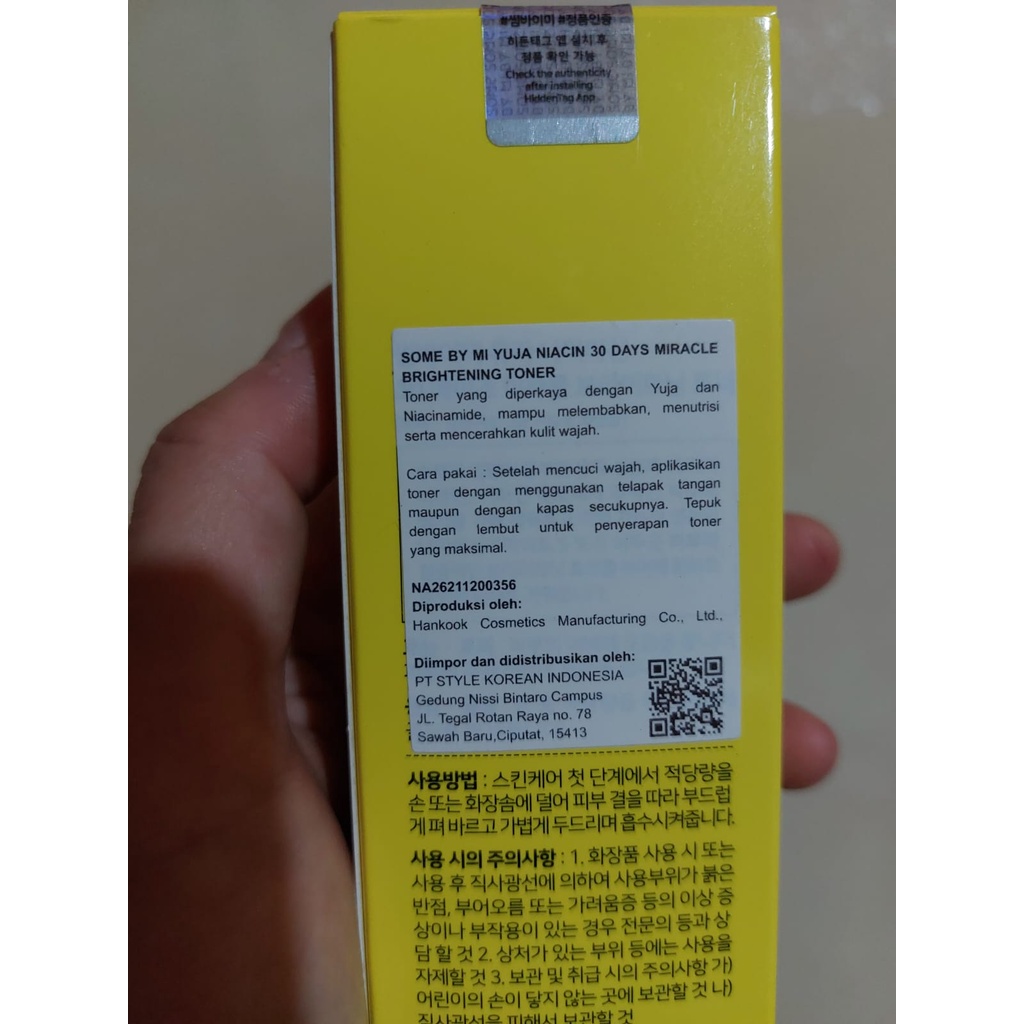 #썸바이미 #정품인증
히든태그 앱 설치 후
정품 확인 가능
Check the authenticity
after installing
HiddenTag App
SOME BY MI YUJA NIACIN 30 DAYS MIRACLE
BRIGHTENING TONER
Toner yang diperkaya dengan Yuja dan
Niacinamide, mampu melembabkan, menutrisi
serta mencerahkan kulit wajah.
Cara pakai : Setelah mencuci wajah, aplikasikan
toner dengan menggunakan telapak tangan
maupun dengan kapas secukupnya. Tepuk
dengan lembut untuk penyerapan toner
yang maksimal.
NA26211200356
Diproduksi oleh:
Hankook Cosmetics Manufacturing Co., Ltd.,
Diimpor dan didistribusikan oleh:
PT STYLE KOREAN INDONESIA
Gedung Nissi Bintaro Campus
JL. Tegal Rotan Raya no. 78
Sawah Baru,Ciputat, 15413
사용방법 : 스킨케어 첫 단계에서 적당량을
손 또는 화장솜에 덜어 피부 결을 따라 부드럽
게 펴 바르고 가볍게 두드리며 흡수시켜줍니다.
사용 시의 주의사항 : 1. 화장품 사용 시 또는
사용 후 직사광선에 의하여 사용부위가 붉은
반점, 부어오름 또는 가려움증 등의 이상 증
상이나 부작용이 있는 경우 전문의 등과 상
담 할 것 2. 상처가 있는 부위 등에는 사용을
자제할 것 3. 보관 및 취급 시의 주의사항 가)
어린이의 손이 닿지 않는 곳에 보관할 것 나)
직사광선을 피해서 보관할 것